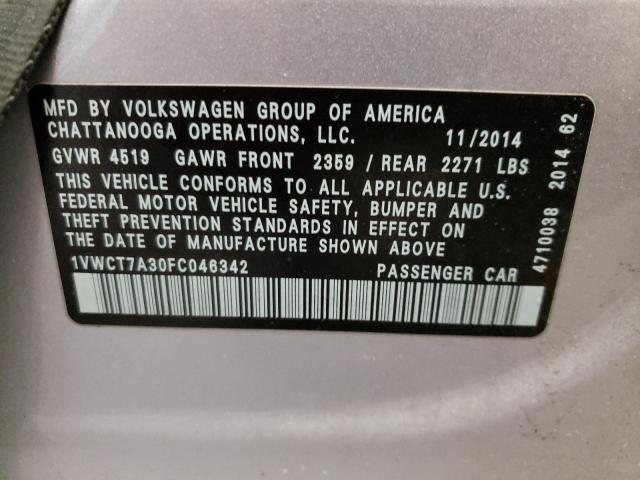 MFD BY VOLKSWAGEN GROUP OF AMERICA
CHATTANOOGA OPERATIONS, LLC. 11/2014
GVWR 4519 GAWR FRONT 2359 / REAR 2271 LBS
THIS VEHICLE CONFORMS TO ALL APPLICABLE U.S.
FEDERAL MOTOR VEHICLE SAFETY, BUMPER AND
THEFT PREVENTION STANDARDS IN EFFECT ON
THE DATE OF MANUFACTURE SHOWN ABOVE
1VWCT7A30FC046342 PASSENGER CAR
4710038 2014 62